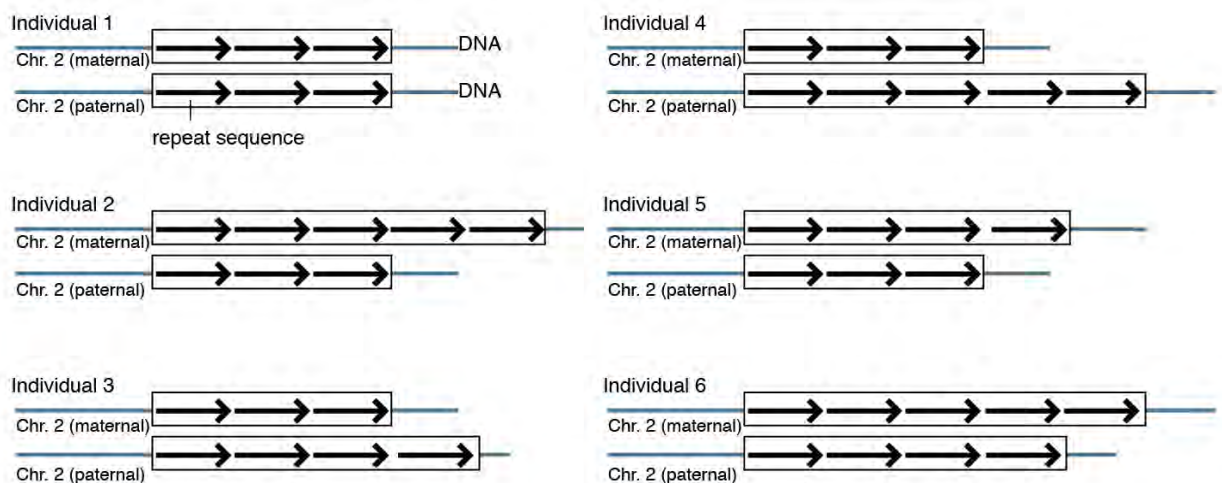 Individual 1
DNA
Chr. 2 (maternal)
DNA
Chr. 2 (paternal)
repeat sequence
Individual 2
Chr. 2 (maternal)
Chr. 2 (paternal)
Individual 3
Chr. 2 (maternal)
Chr. 2 (paternal)
Individual 4
Chr. 2 (maternal)
Chr. 2 (paternal)
Individual 5
Chr. 2 (maternal)
Chr. 2 (paternal)
Individual 6
Chr. 2 (maternal)
Chr. 2 (paternal)